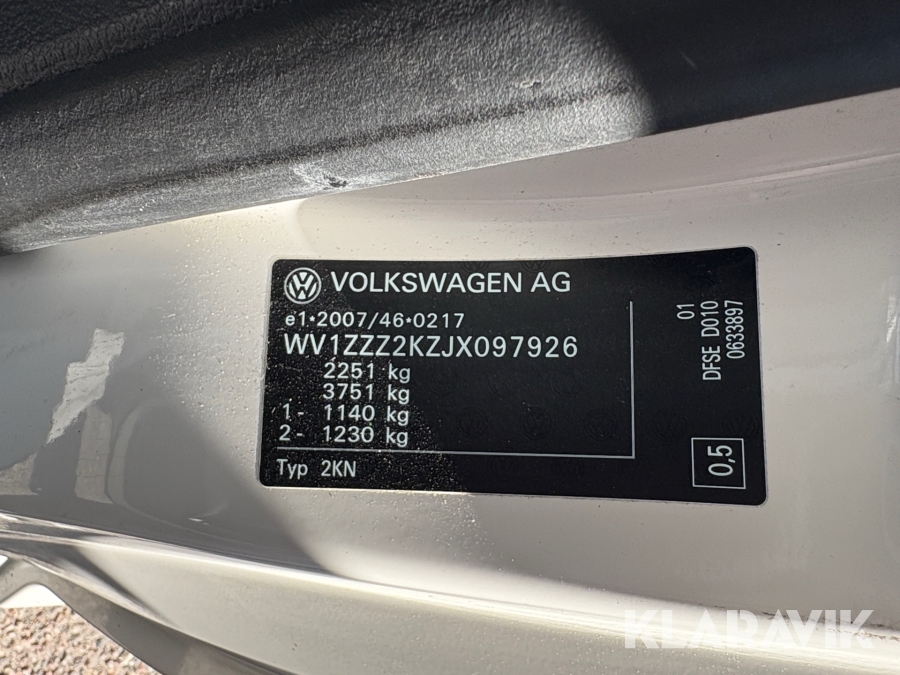 VOLKSWAGEN AG
e1*2007/46*0217
WV1ZZZ2KZJX097926
2251 kg
3751 kg
1- 1140 kg
2- 1230 kg
Typ 2KN
01
DFSE D010
0633897
0,5
KLARAVIK